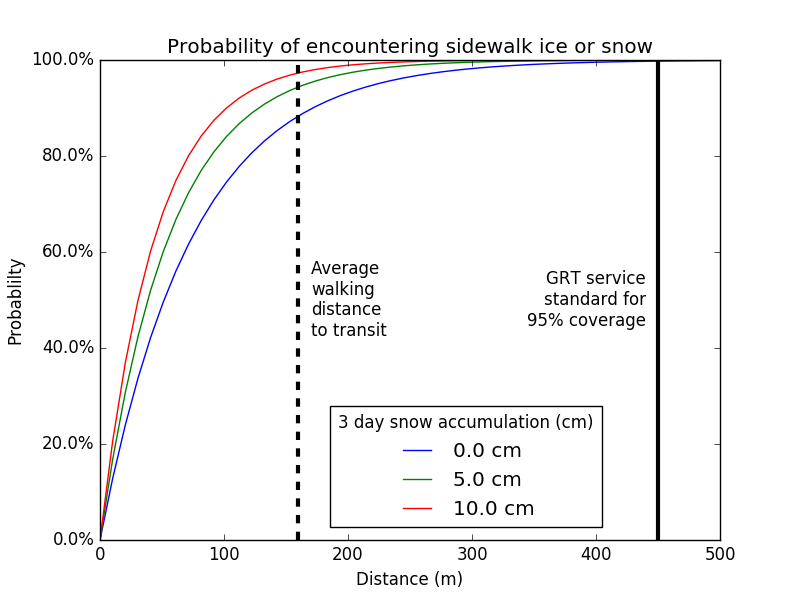 Probability of encountering sidewalk ice or snow
100.0%
80.0%
60.0%
40.0%
20.0%
0.0%
Probablilty
Average
walking
distance
to transit
GRT service
standard for
95% coverage
3 day snow accumulation (cm)
0.0 cm
5.0 cm
10.0 cm
0
100
200
300
400
500
Distance (m)